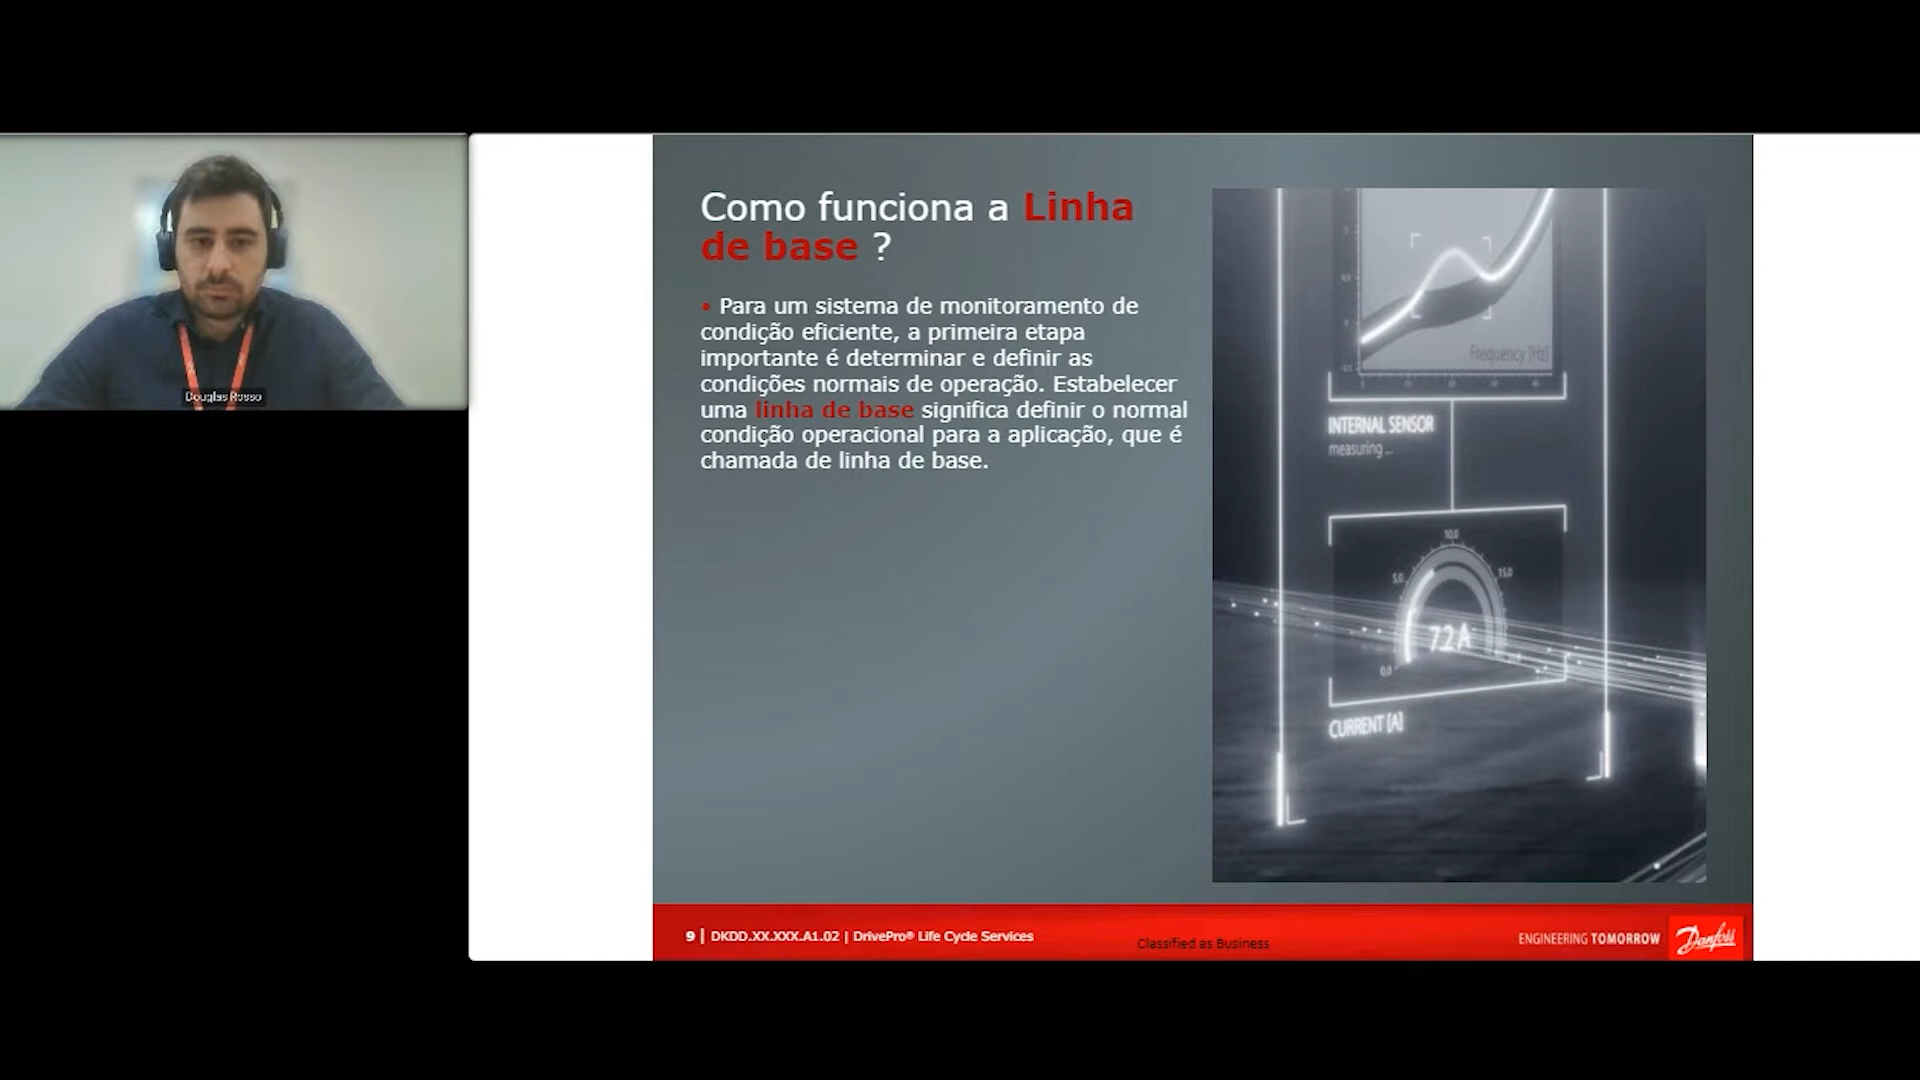 Douglas Rosso
Como funciona a Linha
de base ?
• Para um sistema de monitoramento de
condição eficiente, a primeira etapa
importante é determinar e definir as
condições normais de operação. Estabelecer
uma linha de base significa definir o normal
condição operacional para a aplicação, que é
chamada de linha de base.
Frequency [Hz]
INTERNAL SENSOR
measuring ...
10,0
5,0
15,0
7.2 A
0,0
CURRENT [A]
9 | DKDD.XX.XXX.A1.02 | DrivePro® Life Cycle Services
Classified as Business
ENGINEERING TOMORROW
Danfoss